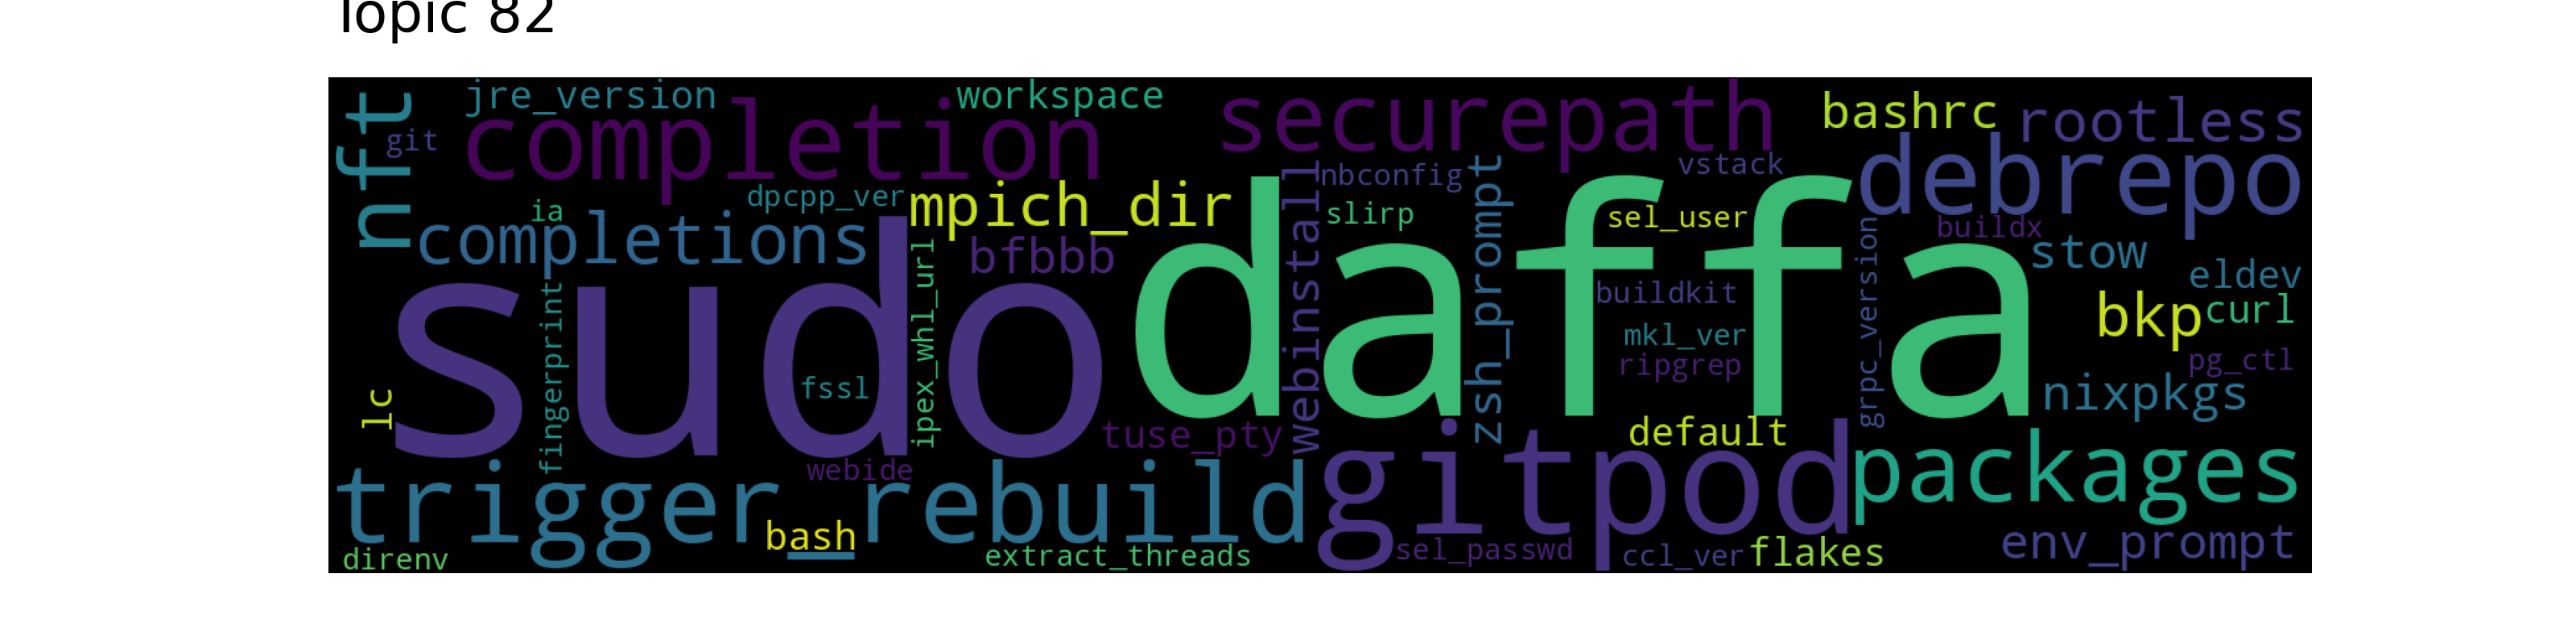 Topic 82
nft
git
jre_version
completion
workspace
securepath
bashrc
rootless
debrepo
ia
completions
dpcpp_ver
mpich_dir
bfbbb
webinstall
nbconfig
slirp
zsh_prompt
vstack
sel_user
buildx
stow
eldev
sudo
daffa
lc
fingerprint
fssl
ipex_whl_url
buildkit
mkl_ver
ripgrep
grpc_version
bkp
curl
pg_ctl
nixpkgs
tuse_pty
webide
default
trigger_rebuild
bash
gitpod
packages
direnv
extract_threads
sel_passwd
ccl_ver
flakes
env_prompt